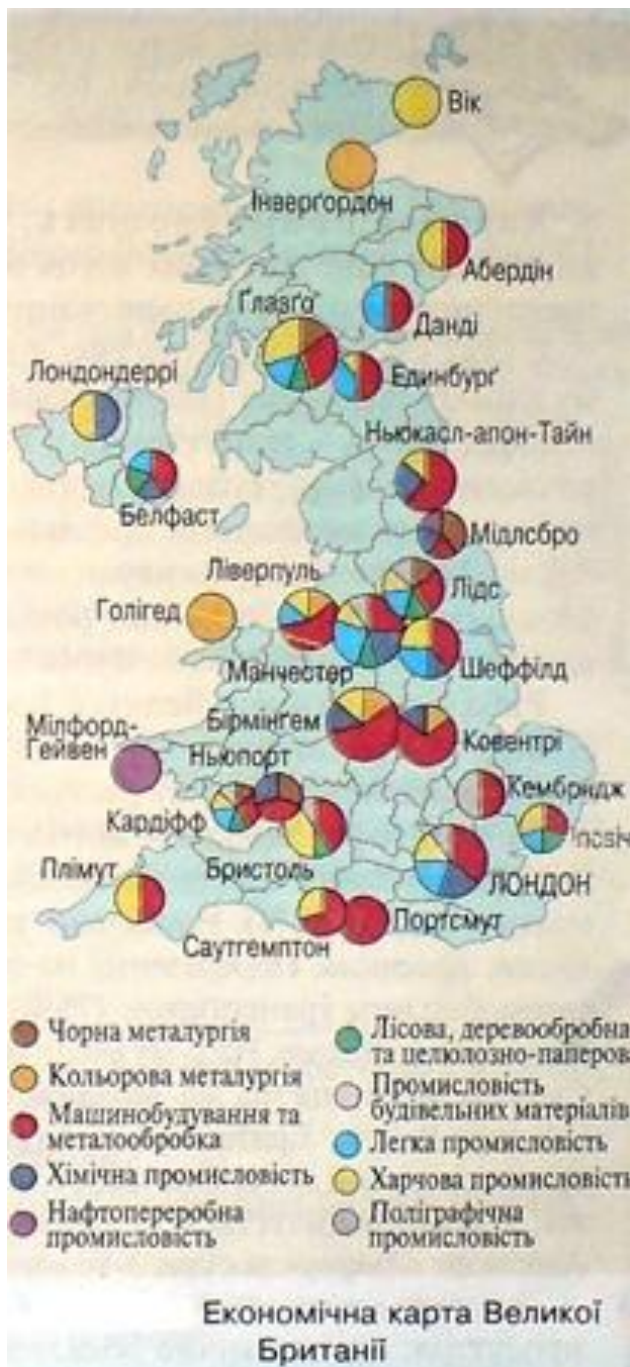 Вік
Інверґордон
Абердін
Ґлазґо
Данді
Лондондеррі
Единбурґ
Ньюкасл-апон-Тайн
Белфаст
Мідлсбро
Ліверпуль
Лідс
Голігед
Манчестер
Шеффілд
Мілфорд-
Гейвен
Бірмінгем
Ньюпорт
Ковентрі
Кембридж
Кардіфф
Плімут
Бристоль
ЛОНДОН
Портсмут
Саутгемптон
Чорна металургія
Кольорова металургія
Машинобудування та
металообробка
Хімічна промисловість
Нафтопереробна
промисловість
Лісова, деревообробна
та целюлозно-паперова
Промисловість
будівельних матеріалів
Легка промисловість
Харчова промисловість
Поліграфічна
промисловість
Економічна карта Великої
Британії